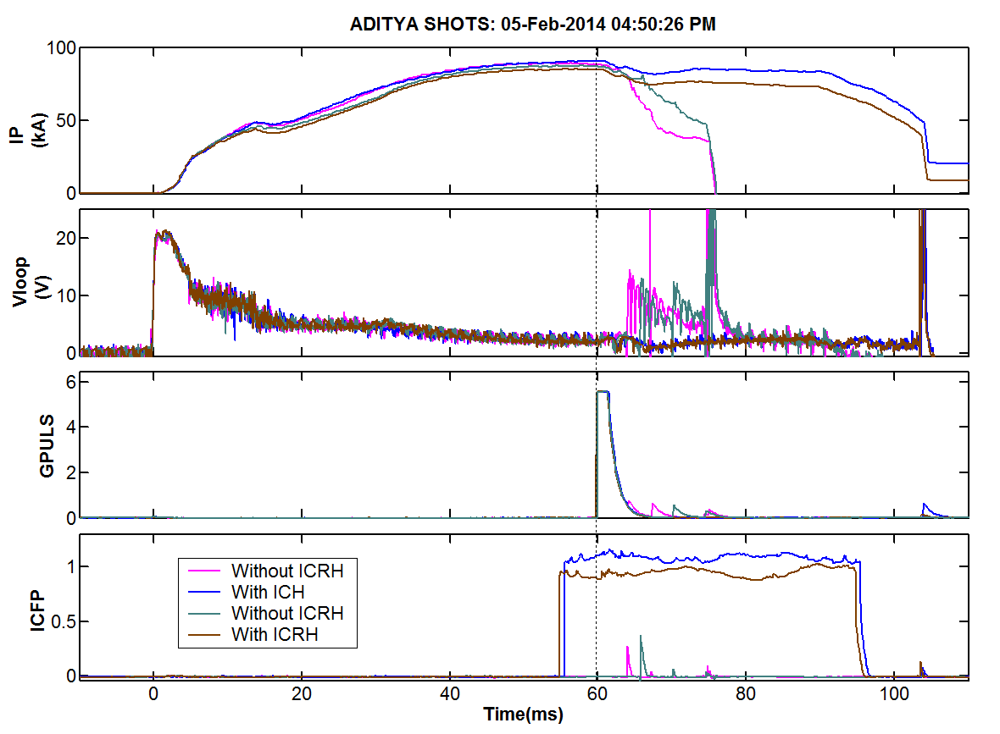 ADITYA SHOTS: 05-Feb-2014 04:50:26 PM
100
50
0
IP
(kA)
20
10
0
Vloop
(V)
6
4
2
0
GPULS
1
0.5
0
ICFP
Without ICRH
With ICH
Without ICRH
With ICRH
0 20 40 60 80 100
Time(ms)